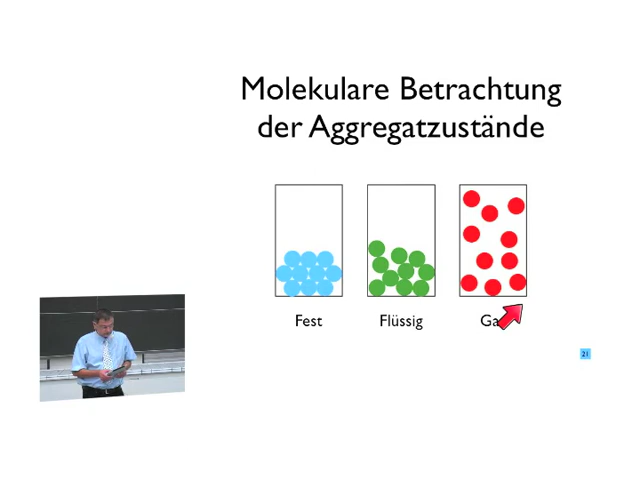 Molekulare Betrachtung
der Aggregatzustände
Fest
Flüssig
Ga
21